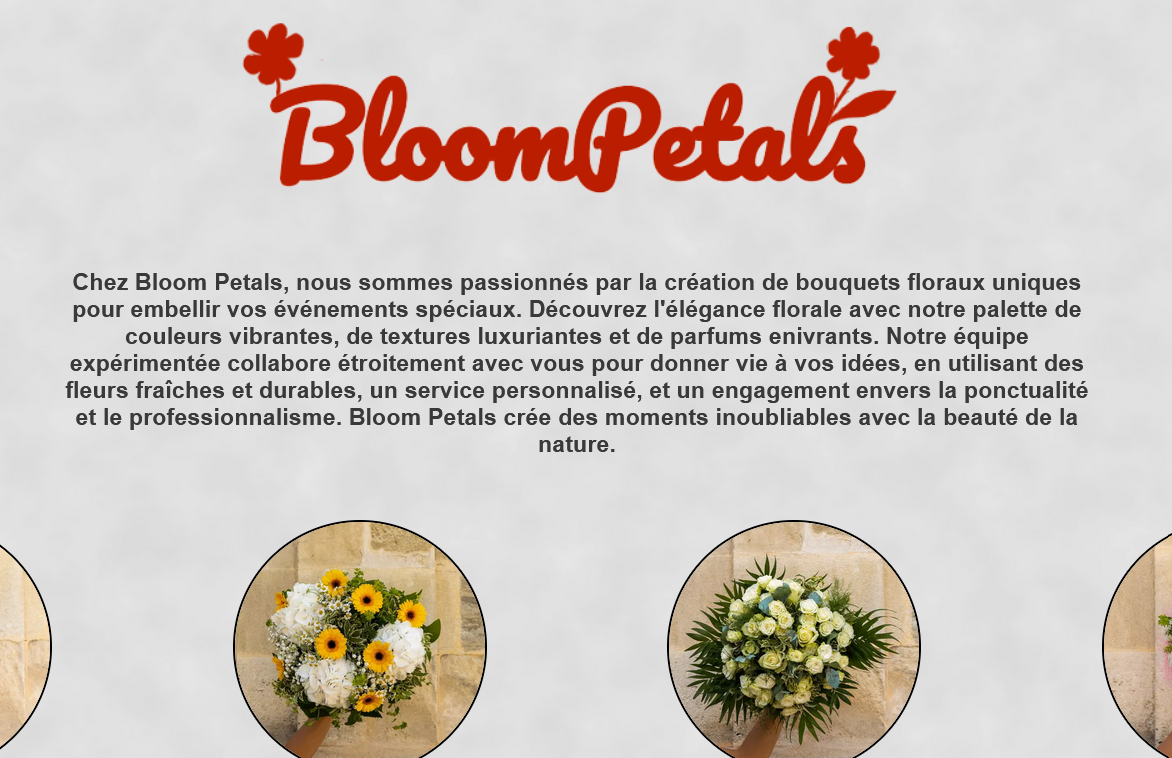 BloomPetals
Chez Bloom Petals, nous sommes passionnés par la création de bouquets floraux uniques
pour embellir vos événements spéciaux. Découvrez l'élégance florale avec notre palette de
couleurs vibrantes, de textures luxuriantes et de parfums enivrants. Notre équipe
expérimentée collabore étroitement avec vous pour donner vie à vos idées, en utilisant des
fleurs fraîches et durables, un service personnalisé, et un engagement envers la ponctualité
et le professionnalisme. Bloom Petals crée des moments inoubliables avec la beauté de la
nature.